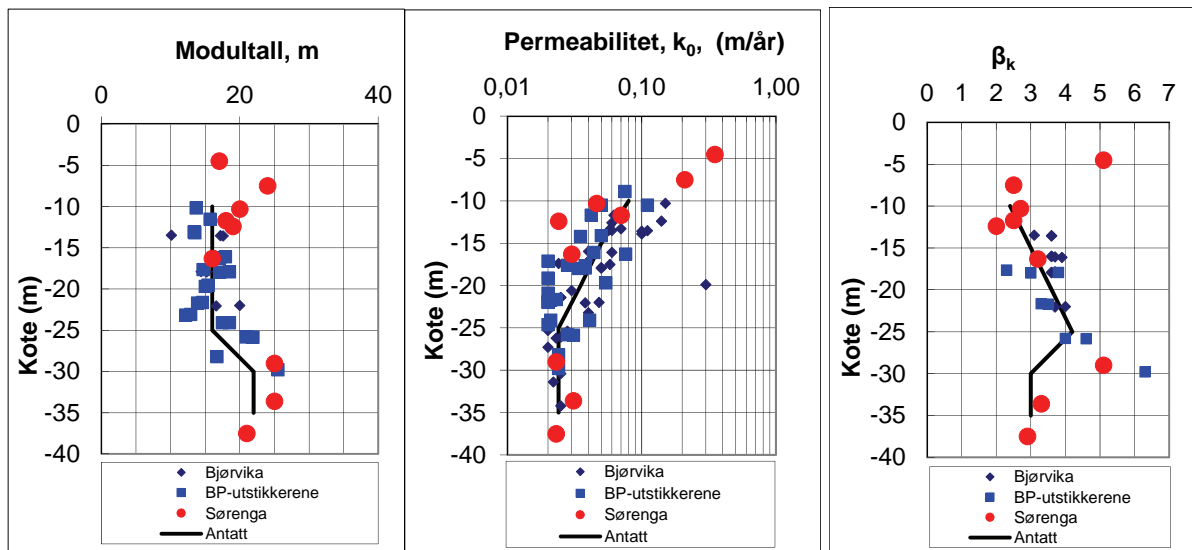 Modultall, m
0 20 40
0
-5
-10
-15
-20
-25
-30
-35
-40
Kote (m)
Bjørvika
BP-utstikkerene
Sørenga
Antatt
Permeabilitet, k₀, (m/år)
0,01 0,10 1,00
0
-5
-10
-15
-20
-25
-30
-35
-40
Kote (m)
Bjørvika
BP-utstikkerene
Sørenga
Antatt
βₖ
0 1 2 3 4 5 6 7
0
-5
-10
-15
-20
-25
-30
-35
-40
Kote (m)
Bjørvika
BP-utstikkerene
Sørenga
Antatt